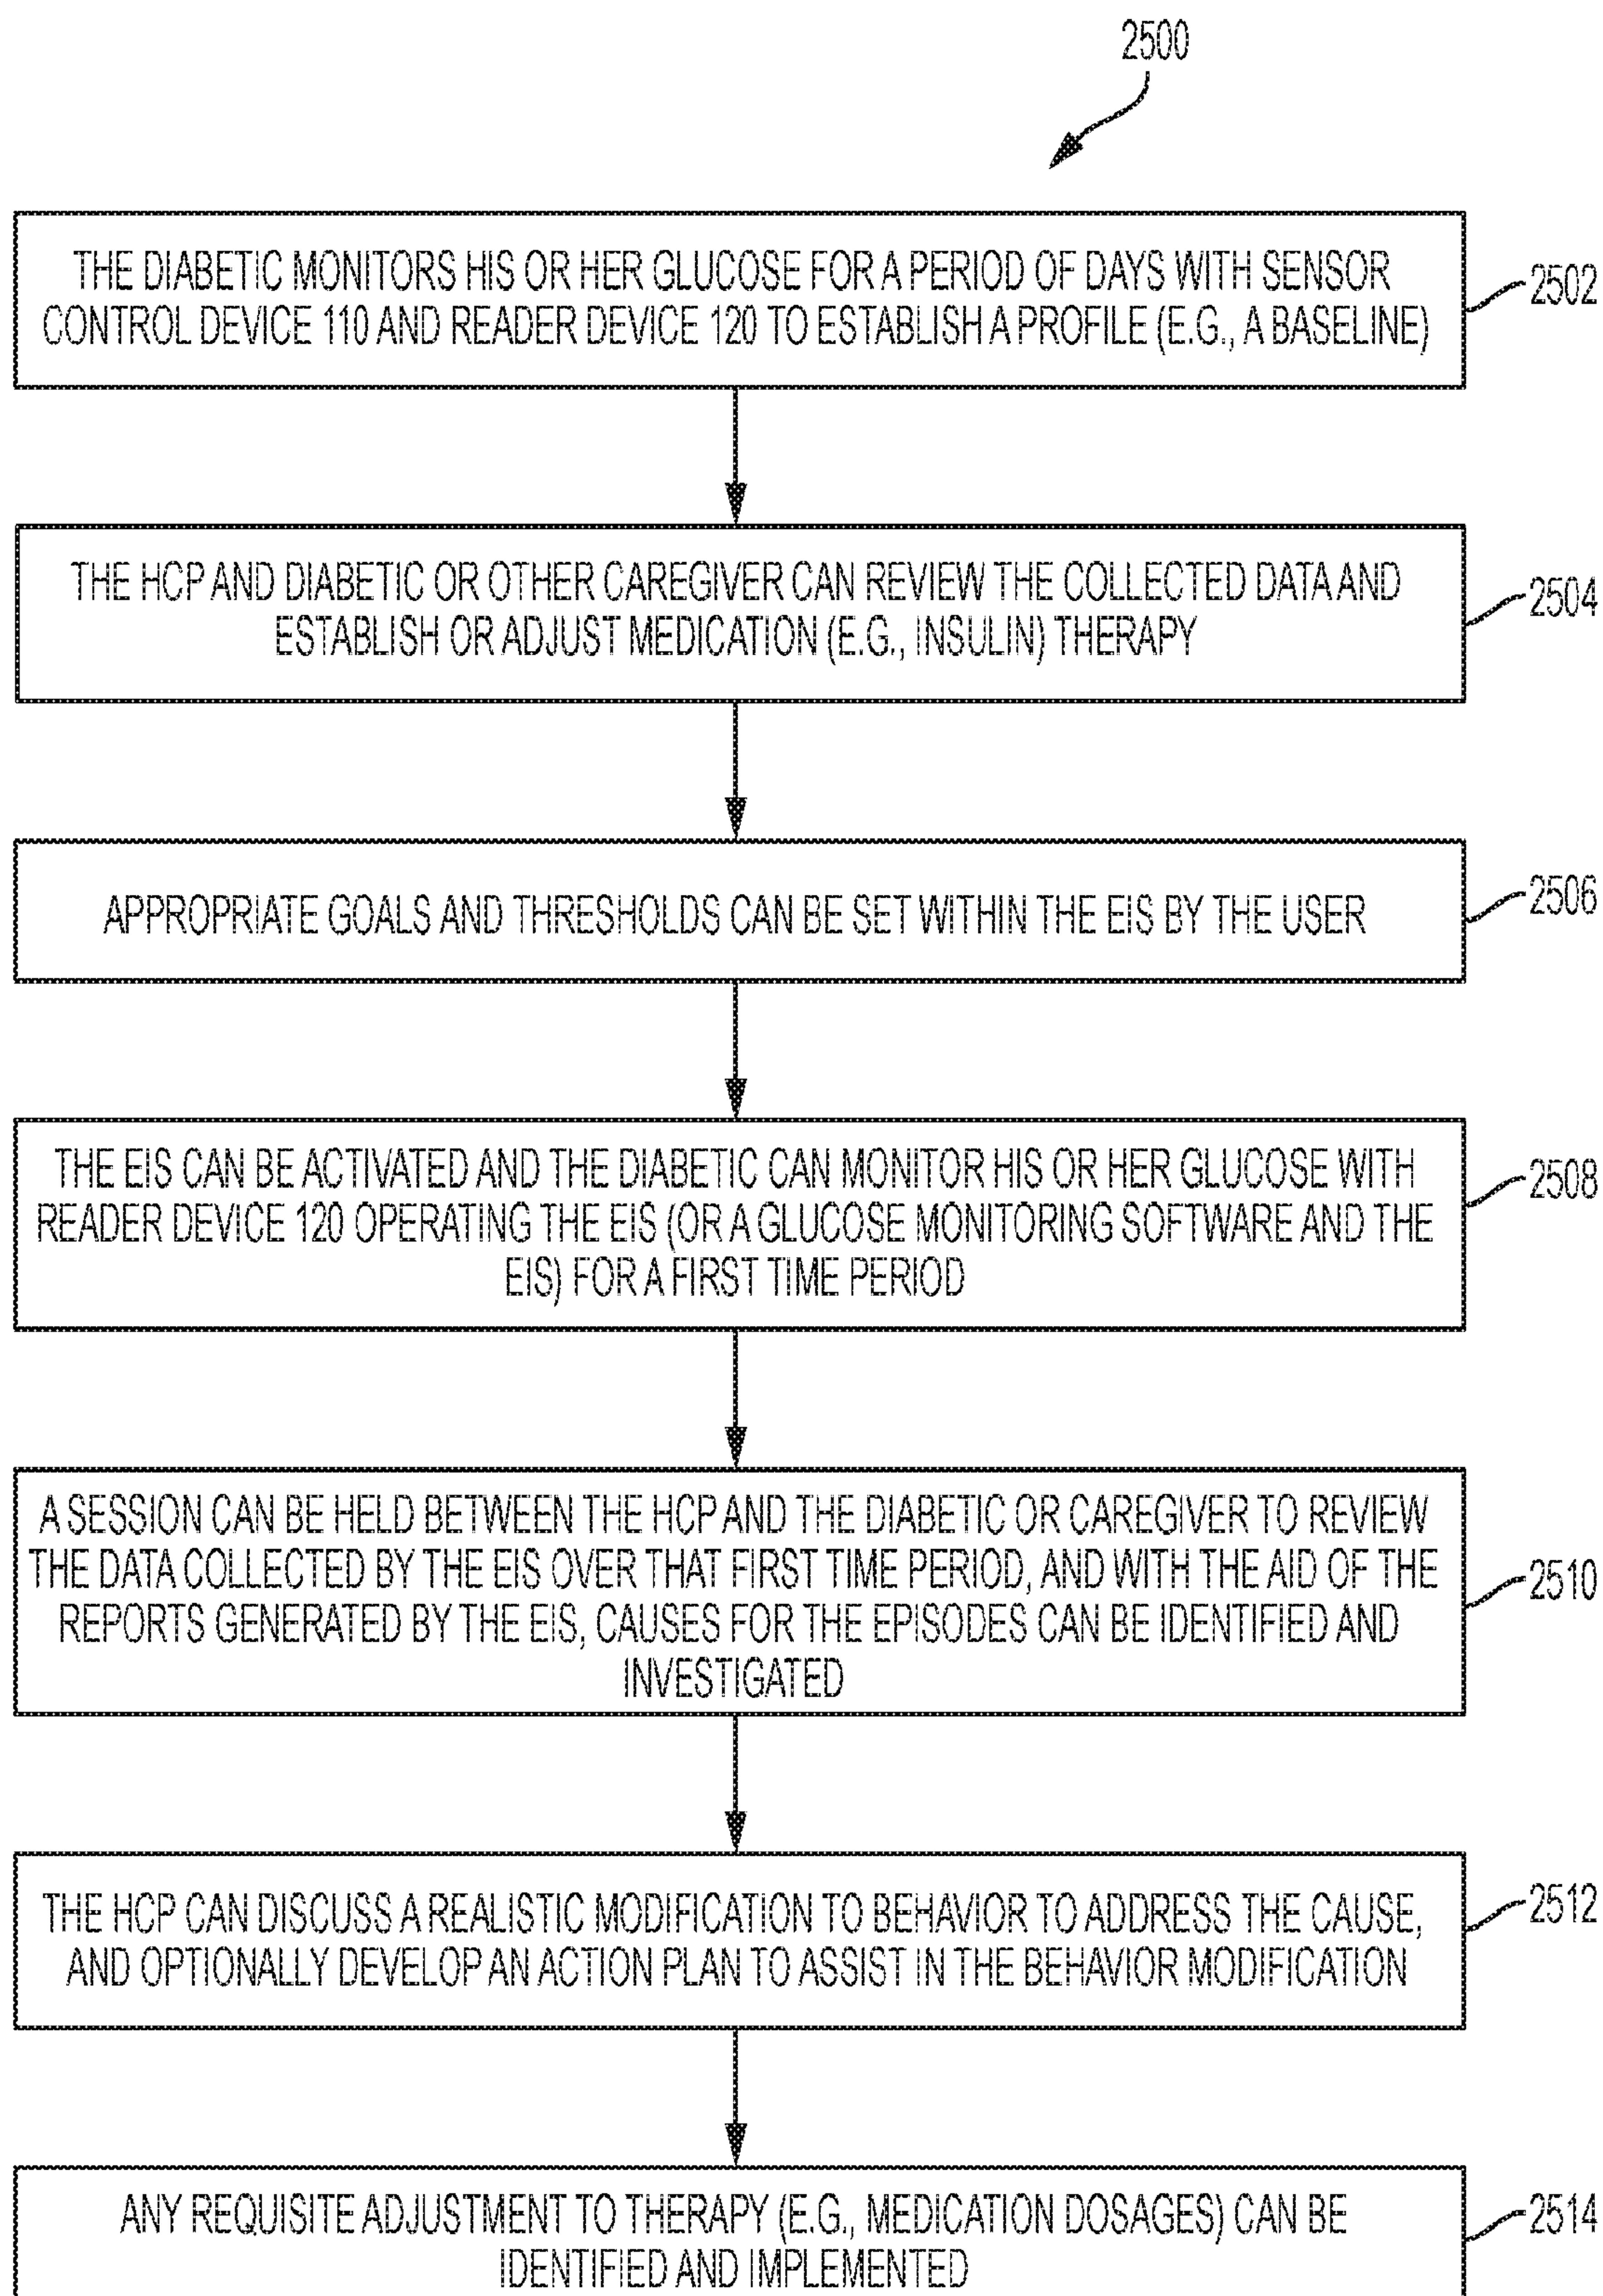 2500
THE DIABETIC MONITORS HIS OR HER GLUCOSE FOR A PERIOD OF DAYS WITH SENSOR
CONTROL DEVICE 110 AND READER DEVICE 120 TO ESTABLISH A PROFILE (E.G., A BASELINE)
2502
THE HCP AND DIABETIC OR OTHER CAREGIVER CAN REVIEW THE COLLECTED DATA AND
ESTABLISH OR ADJUST MEDICATION (E.G., INSULIN) THERAPY
2504
APPROPRIATE GOALS AND THRESHOLDS CAN BE SET WITHIN THE EIS BY THE USER
2506
THE EIS CAN BE ACTIVATED AND THE DIABETIC CAN MONITOR HIS OR HER GLUCOSE WITH
READER DEVICE 120 OPERATING THE EIS (OR A GLUCOSE MONITORING SOFTWARE AND THE
EIS) FOR A FIRST TIME PERIOD
2508
A SESSION CAN BE HELD BETWEEN THE HCP AND THE DIABETIC OR CAREGIVER TO REVIEW
THE DATA COLLECTED BY THE EIS OVER THAT FIRST TIME PERIOD, AND WITH THE AID OF THE
REPORTS GENERATED BY THE EIS, CAUSES FOR THE EPISODES CAN BE IDENTIFIED AND
INVESTIGATED
2510
THE HCP CAN DISCUSS A REALISTIC MODIFICATION TO BEHAVIOR TO ADDRESS THE CAUSE,
AND OPTIONALLY DEVELOP AN ACTION PLAN TO ASSIST IN THE BEHAVIOR MODIFICATION
2512
ANY REQUISITE ADJUSTMENT TO THERAPY (E.G., MEDICATION DOSAGES) CAN BE
IDENTIFIED AND IMPLEMENTED
2514